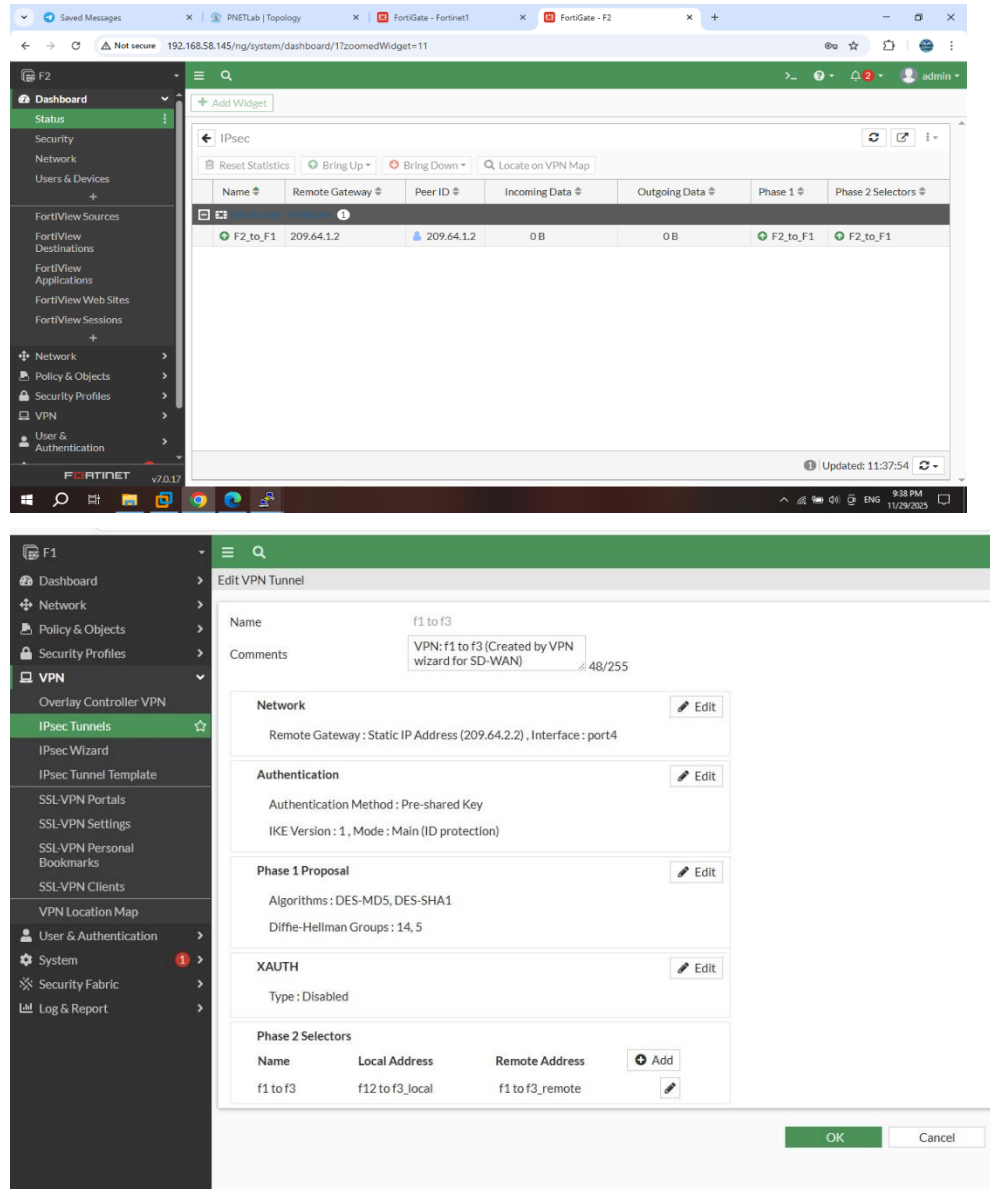 Saved Messages
PNETLab | Topology
FortiGate - Fortinet1
FortiGate - F2
Not secure
192.168.58.145/ng/system/dashboard/1?zoomedWidget=11
F2
>_
2
admin
Dashboard
Status
Security
Network
Users & Devices
+
FortiView Sources
FortiView
Destinations
FortiView
Applications
FortiView Web Sites
FortiView Sessions
+
Network
Policy & Objects
Security Profiles
VPN
User &
Authentication
FORTINET v7.0.17
+ Add Widget
IPsec
Reset Statistics Bring Up Bring Down Locate on VPN Map
Name Remote Gateway Peer ID Incoming Data Outgoing Data Phase 1 Phase 2 Selectors
1
F2_to_F1 209.64.1.2 209.64.1.2 0 B 0 B F2_to_F1 F2_to_F1
1 Updated: 11:37:54
ENG
9:38 PM
11/29/2025
F1
Dashboard
Network
Policy & Objects
Security Profiles
VPN
Overlay Controller VPN
IPsec Tunnels
IPsec Wizard
IPsec Tunnel Template
SSL-VPN Portals
SSL-VPN Settings
SSL-VPN Personal
Bookmarks
SSL-VPN Clients
VPN Location Map
User & Authentication
System 1
Security Fabric
Log & Report
Edit VPN Tunnel
Name f1 to f3
Comments VPN: f1 to f3 (Created by VPN
wizard for SD-WAN) 48/255
Network Edit
Remote Gateway : Static IP Address (209.64.2.2) , Interface : port4
Authentication Edit
Authentication Method : Pre-shared Key
IKE Version : 1 , Mode : Main (ID protection)
Phase 1 Proposal Edit
Algorithms : DES-MD5, DES-SHA1
Diffie-Hellman Groups : 14, 5
XAUTH Edit
Type : Disabled
Phase 2 Selectors
Name Local Address Remote Address Add
f1 to f3 f12 to f3_local f1 to f3_remote
OK Cancel